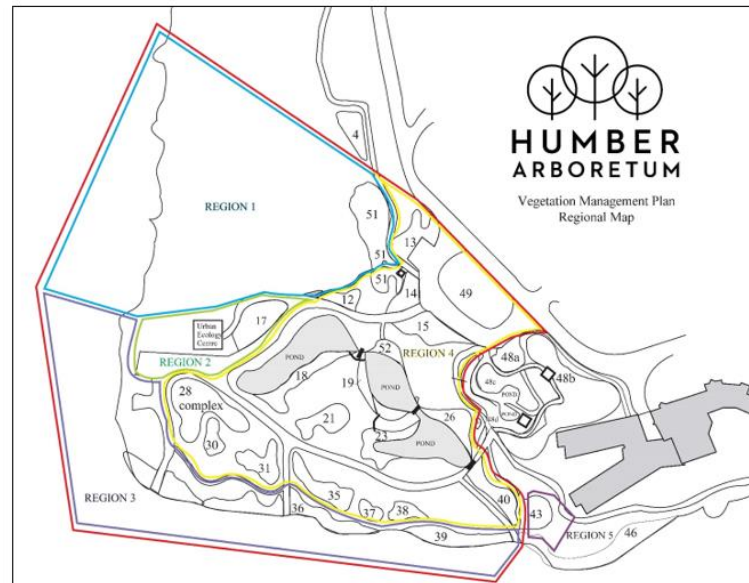 HUMBER
ARBORETUM
Vegetation Management Plan
Regional Map
4
REGION 1
51
13
51
51
14
49
12
17
Urban
Ecology
Centre
15
REGION 2
52
REGION 4
48a
48b
48c
POND
POND
POND
POND
18
19
28
complex
21
26
23
30
POND
31
REGION 3
35
36
37
38
39
40
43
REGION 5
46